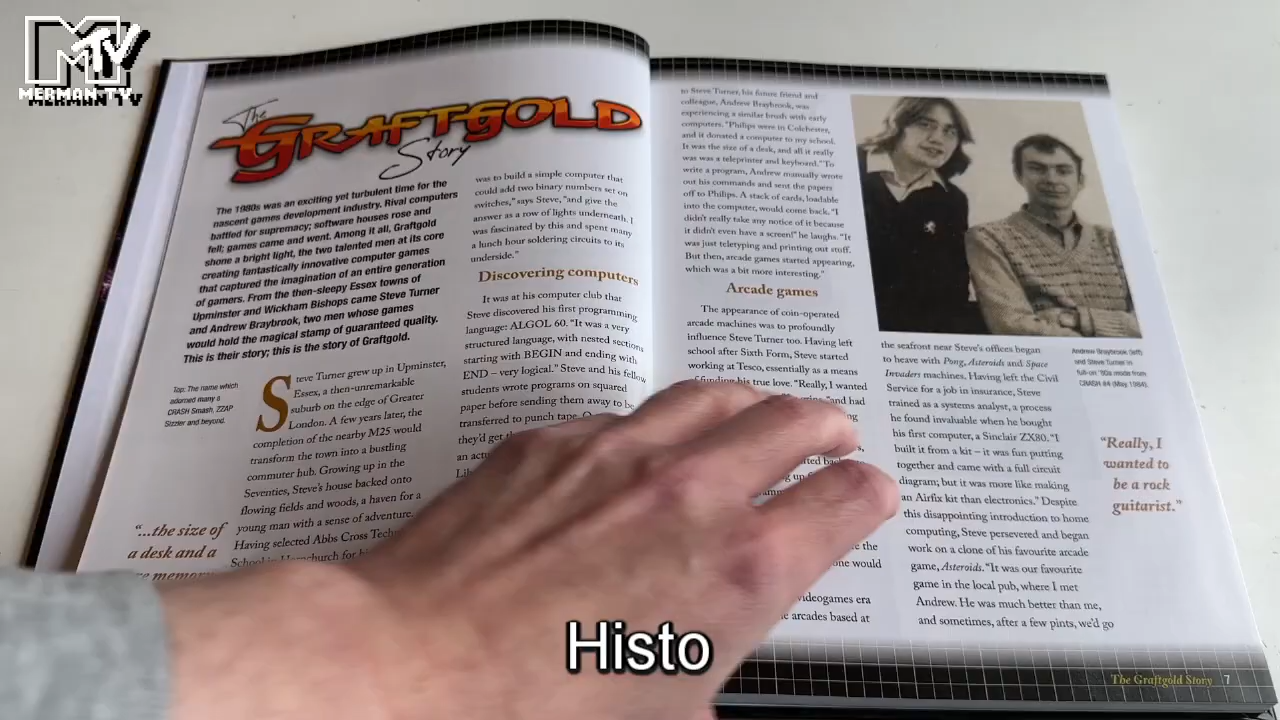 MTV
MERMAN TV
The
GRAFTGOLD
Story
The 1980s was an exciting yet turbulent time for the
nascent games development industry. Rival computers
battled for supremacy; software houses rose and
fell; games came and went. Among it all, Graftgold
shone a bright light, the two talented men at its core
creating fantastically innovative computer games
that captured the imagination of an entire generation
of gamers. From the then-sleepy Essex towns of
Upminster and Wickham Bishops came Steve Turner
and Andrew Braybrook, two men whose games
would hold the magical stamp of guaranteed quality.
This is their story; this is the story of Graftgold.
Top: The name which
adorned many a
CRASH Smash, ZZAP
Sizzler and beyond.
Steve Turner grew up in Upminster,
Essex, a then-unremarkable
suburb on the edge of Greater
London. A few years later, the
completion of the nearby M25 would
transform the town into a bustling
commuter hub. Growing up in the
Seventies, Steve's house backed onto
flowing fields and woods, a haven for a
young man with a sense of adventure.
Having selected Abbs Cross Tech
School in Hornchurch for his
“...the size of
a desk and a
memory
was to build a simple computer that
could add two binary numbers set on
switches,” says Steve, “and give the
answer as a row of lights underneath. I
was fascinated by this and spent many
a lunch hour soldering circuits to its
underside.”
Discovering computers
It was at his computer club that
Steve discovered his first programming
language: ALGOL 60. “It was a very
structured language, with nested sections
starting with BEGIN and ending with
END – very logical.” Steve and his fellow
students wrote programs on squared
paper before sending them away to be
transferred to punch tape.
they'd get
an actu
to Steve Turner, his future friend and
colleague, Andrew Braybrook, was
experiencing a similar brush with early
computers. “Philips were in Colchester,
and it donated a computer to my school.
It was the size of a desk, and all it really
was was a teleprinter and keyboard.” To
write a program, Andrew manually wrote
out his commands and sent the papers
off to Philips. A stack of cards, loadable
into the computer, would come back. “I
didn't really take any notice of it because
it didn't even have a screen!” he laughs. “It
was just teletyping and printing out stuff.
But then, arcade games started appearing,
which was a bit more interesting.”
Arcade games
The appearance of coin-operated
arcade machines was to profoundly
influence Steve Turner too. Having left
school after Sixth Form, Steve started
working at Tesco, essentially as a means
of funding his true love. “Really, I wanted
and had
the
one would
videogames era
arcades based at
the seafront near Steve's offices began
to heave with Pong, Asteroids and Space
Invaders machines. Having left the Civil
Service for a job in insurance, Steve
trained as a systems analyst, a process
he found invaluable when he bought
his first computer, a Sinclair ZX80. “I
built it from a kit – it was fun putting
together and came with a full circuit
diagram; but it was more like making
an Airfix kit than electronics.” Despite
this disappointing introduction to home
computing, Steve persevered and began
work on a clone of his favourite arcade
game, Asteroids. “It was our favourite
game in the local pub, where I met
Andrew. He was much better than me,
and sometimes, after a few pints, we'd go
Andrew Braybrook (left)
and Steve Turner in
full-on '80s mode from
CRASH #4 (May 1984).
“Really, I
wanted to
be a rock
guitarist.”
The Graftgold Story 7
Histo